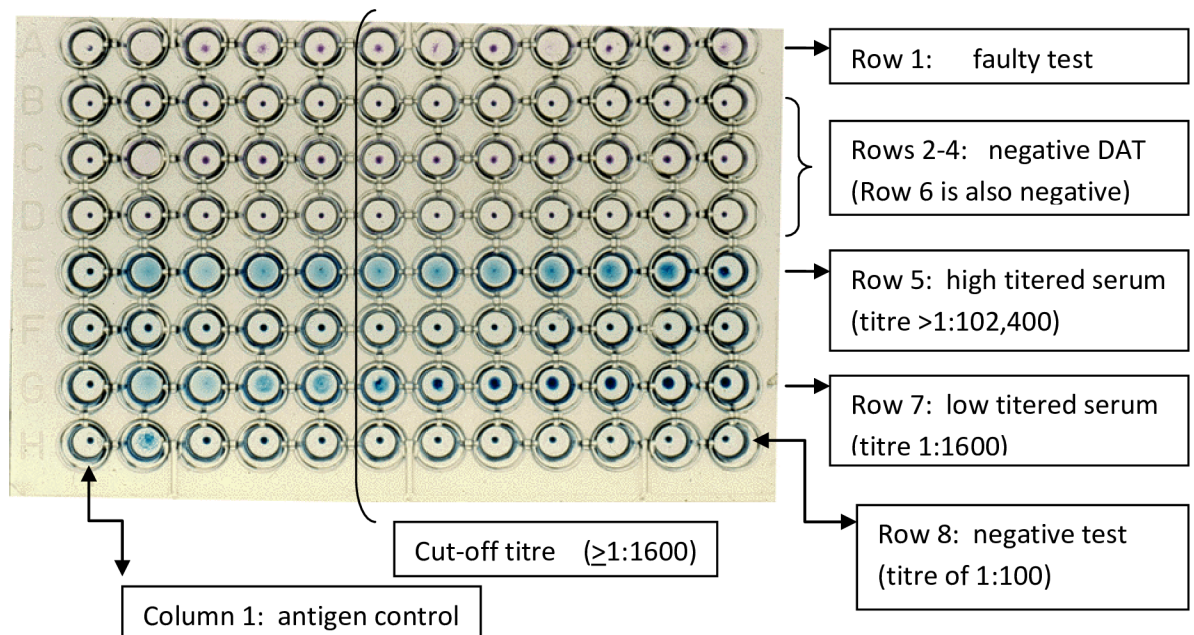 A
B
C
D
E
F
G
H
Row 1: faulty test
Rows 2-4: negative DAT
(Row 6 is also negative)
Row 5: high titered serum
(titre >1:102,400)
Row 7: low titered serum
(titre 1:1600)
Row 8: negative test
(titre of 1:100)
Cut-off titre (≥1:1600)
Column 1: antigen control